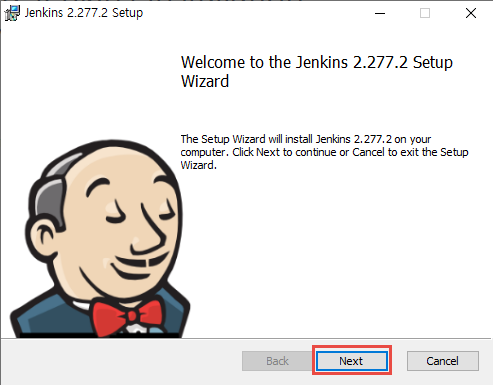 Jenkins 2.277.2 Setup
Welcome to the Jenkins 2.277.2 Setup
Wizard
The Setup Wizard will install Jenkins 2.277.2 on your
computer. Click Next to continue or Cancel to exit the Setup
Wizard.
Back
Next
Cancel